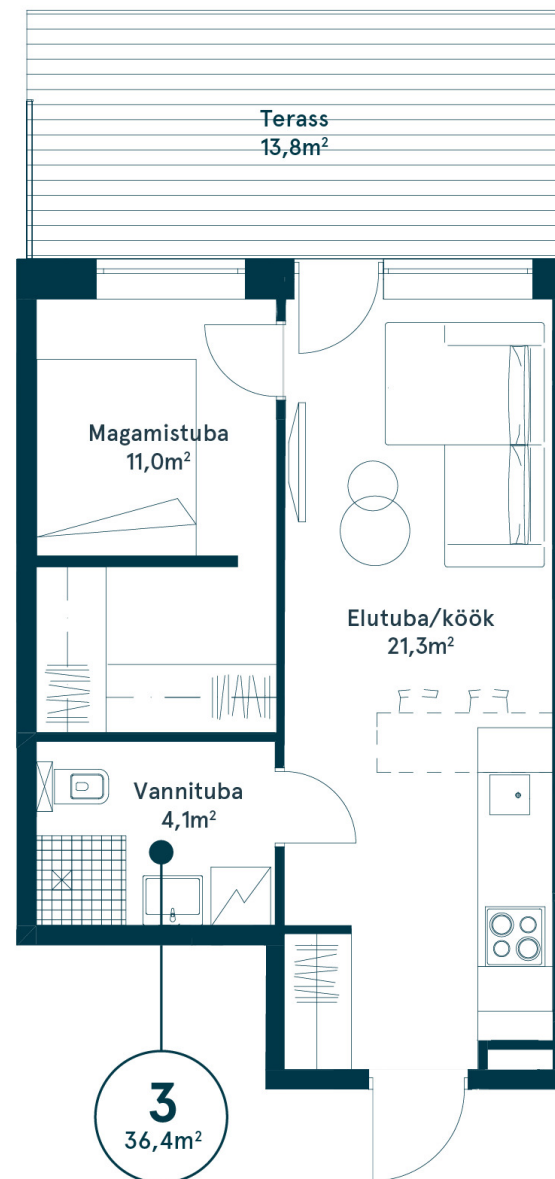 Terass
13,8m²
Magamistuba
11,0m²
Elutuba/köök
21,3m²
Vannituba
4,1m²
3
36,4m²